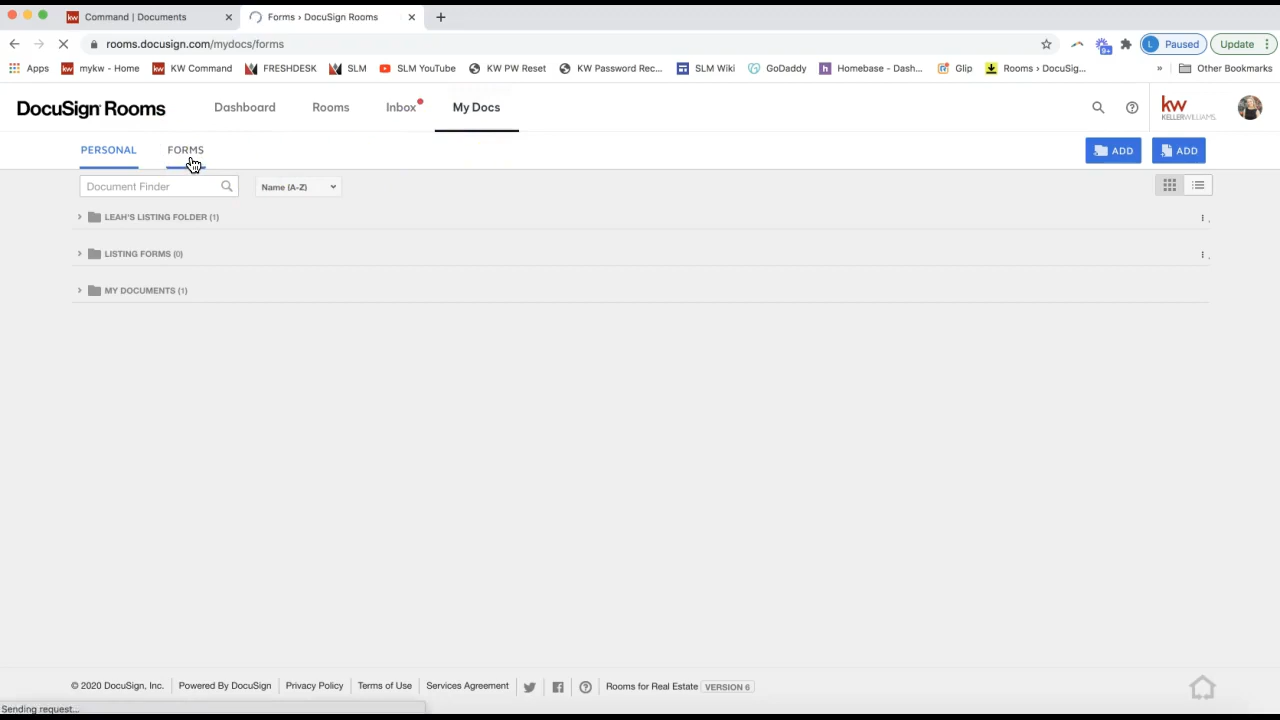 Command | Documents
Forms › DocuSign Rooms
rooms.docusign.com/mydocs/forms
L Paused
Update
Apps
mykw - Home
KW Command
FRESHDESK
SLM
SLM YouTube
KW PW Reset
KW Password Rec...
SLM Wiki
GoDaddy
Homebase - Dash...
Glip
Rooms › DocuSig...
» Other Bookmarks
DocuSign Rooms
Dashboard
Rooms
Inbox
My Docs
kw
KELLERWILLIAMS.
PERSONAL
FORMS
ADD
ADD
Document Finder
Name (A-Z)
LEAH'S LISTING FOLDER (1)
LISTING FORMS (0)
MY DOCUMENTS (1)
© 2020 DocuSign, Inc.
Powered By DocuSign
Privacy Policy
Terms of Use
Services Agreement
Rooms for Real Estate VERSION 6
Sending request...